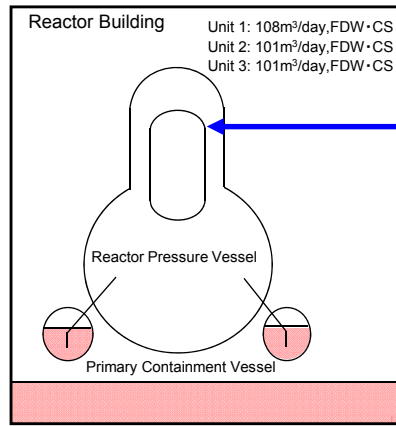 Reactor Building
Unit 1: 108m³/day,FDW・CS
Unit 2: 101m³/day,FDW・CS
Unit 3: 101m³/day,FDW・CS
Reactor Pressure Vessel
Primary Containment Vessel